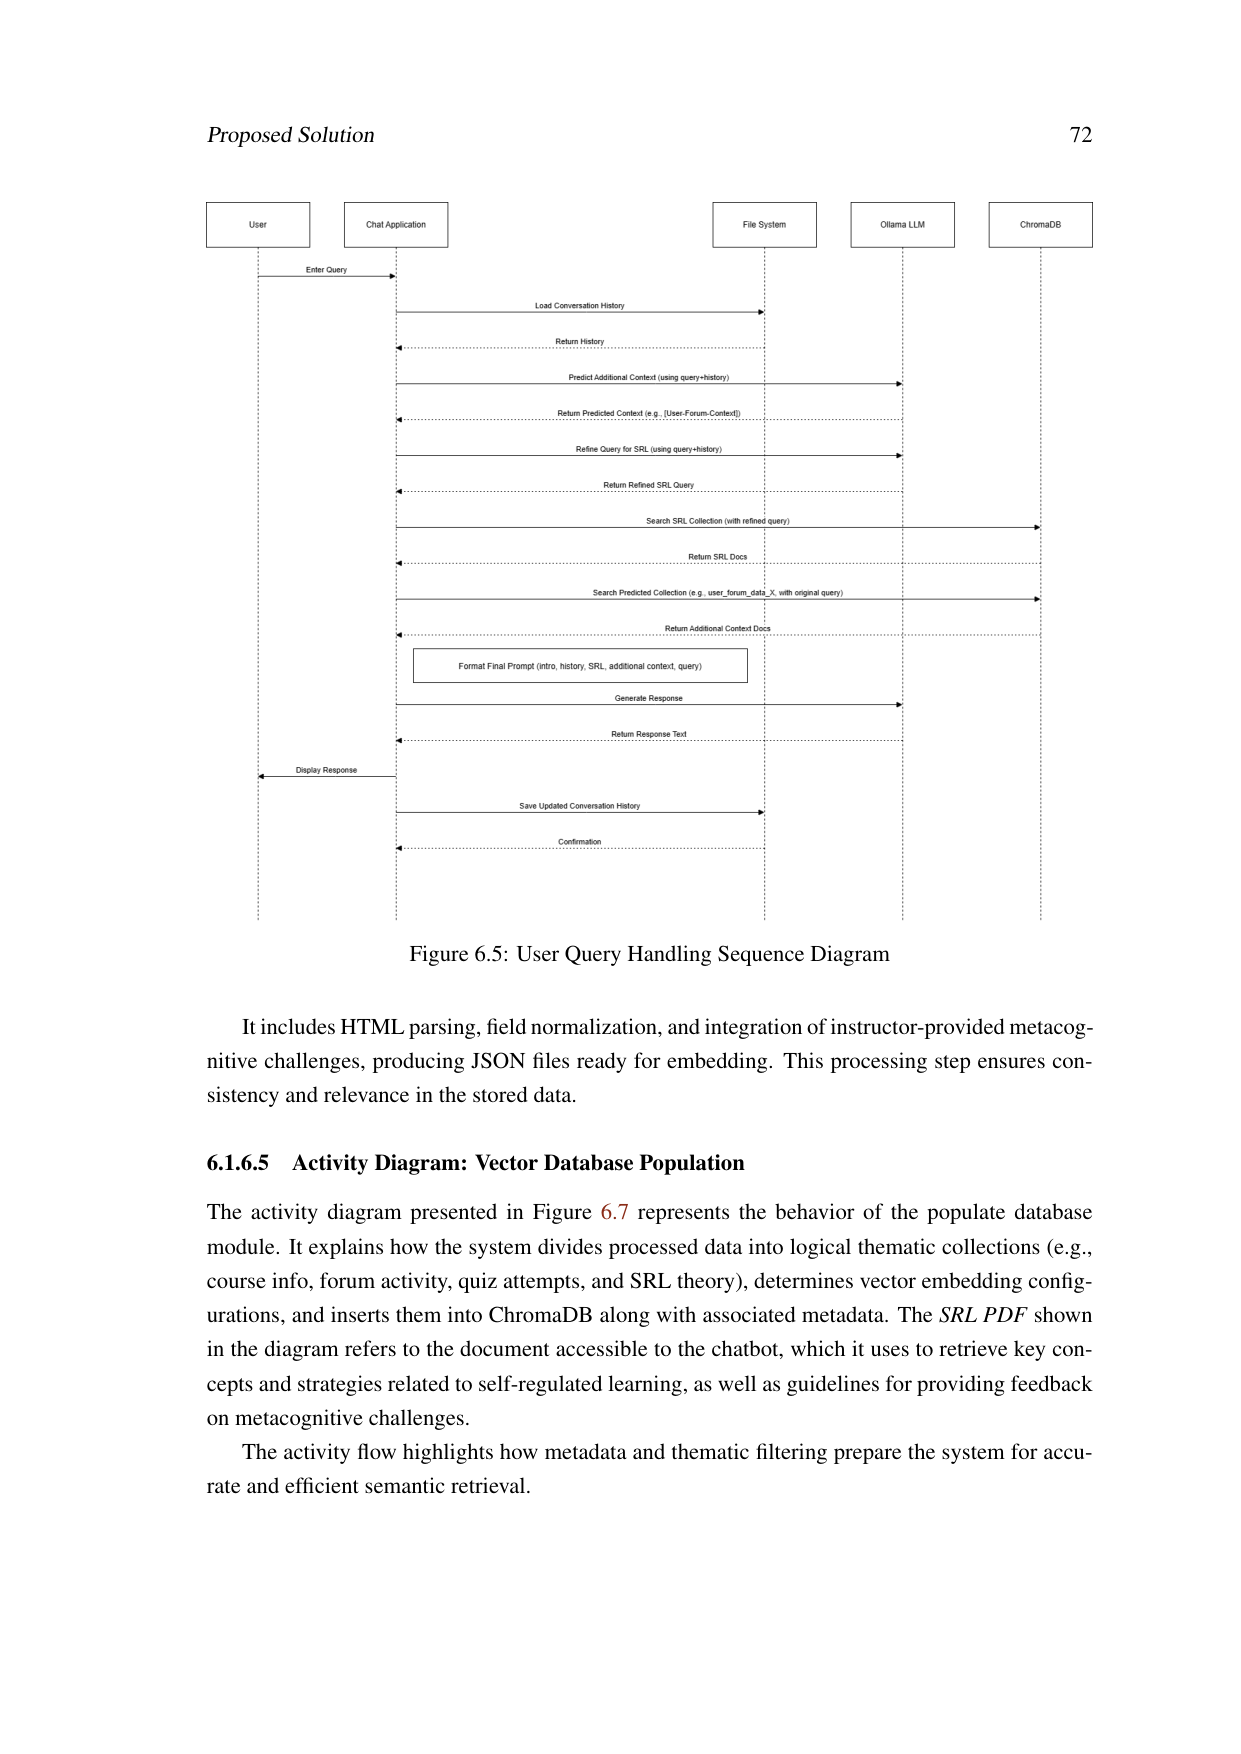 Proposed Solution 72
User Chat Application File System Ollama LLM ChromaDB
Enter Query
Load Conversation History
Return History
Predict Additional Context (using query+history)
Return Predicted Context (e.g., [User-Forum-Context])
Refine Query for SRL (using query+history)
Return Refined SRL Query
Search SRL Collection (with refined query)
Return SRL Docs
Search Predicted Collection (e.g., user_forum_data_X, with original query)
Return Additional Context Docs
Format Final Prompt (intro, history, SRL, additional context, query)
Generate Response
Return Response Text
Display Response
Save Updated Conversation History
Confirmation
Figure 6.5: User Query Handling Sequence Diagram
It includes HTML parsing, field normalization, and integration of instructor-provided metacog-
nitive challenges, producing JSON files ready for embedding. This processing step ensures con-
sistency and relevance in the stored data.
6.1.6.5 Activity Diagram: Vector Database Population
The activity diagram presented in Figure 6.7 represents the behavior of the populate database
module. It explains how the system divides processed data into logical thematic collections (e.g.,
course info, forum activity, quiz attempts, and SRL theory), determines vector embedding config-
urations, and inserts them into ChromaDB along with associated metadata. The SRL PDF shown
in the diagram refers to the document accessible to the chatbot, which it uses to retrieve key con-
cepts and strategies related to self-regulated learning, as well as guidelines for providing feedback
on metacognitive challenges.
The activity flow highlights how metadata and thematic filtering prepare the system for accu-
rate and efficient semantic retrieval.